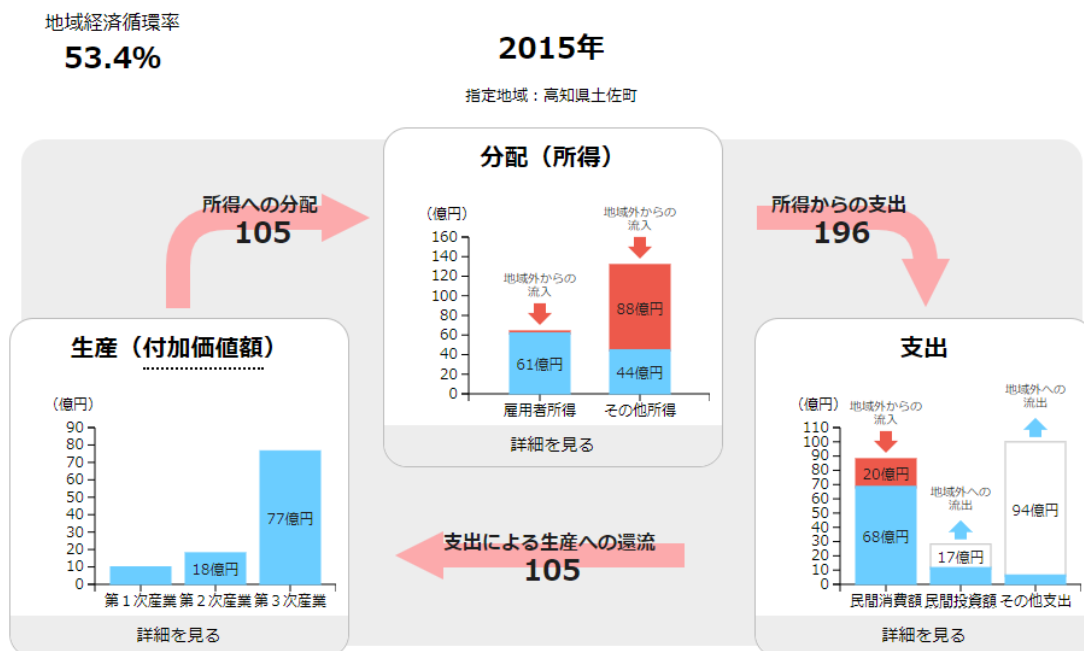 地域経済循環率
53.4%
2015年
指定地域：高知県土佐町
分配（所得）
所得への分配
105
（億円）
160
140
120
100
80
60
40
20
0
地域外からの
流入
地域外からの
流入
88億円
61億円
44億円
雇用者所得
その他所得
詳細を見る
所得からの支出
196
生産（付加価値額）
（億円）
90
80
70
60
50
40
30
20
10
0
77億円
18億円
第１次産業
第２次産業
第３次産業
詳細を見る
支出による生産への還流
105
支出
（億円）
110
100
90
80
70
60
50
40
30
20
10
0
地域外からの
流入
地域外への
流出
地域外への
流出
20億円
68億円
17億円
94億円
民間消費額
民間投資額
その他支出
詳細を見る